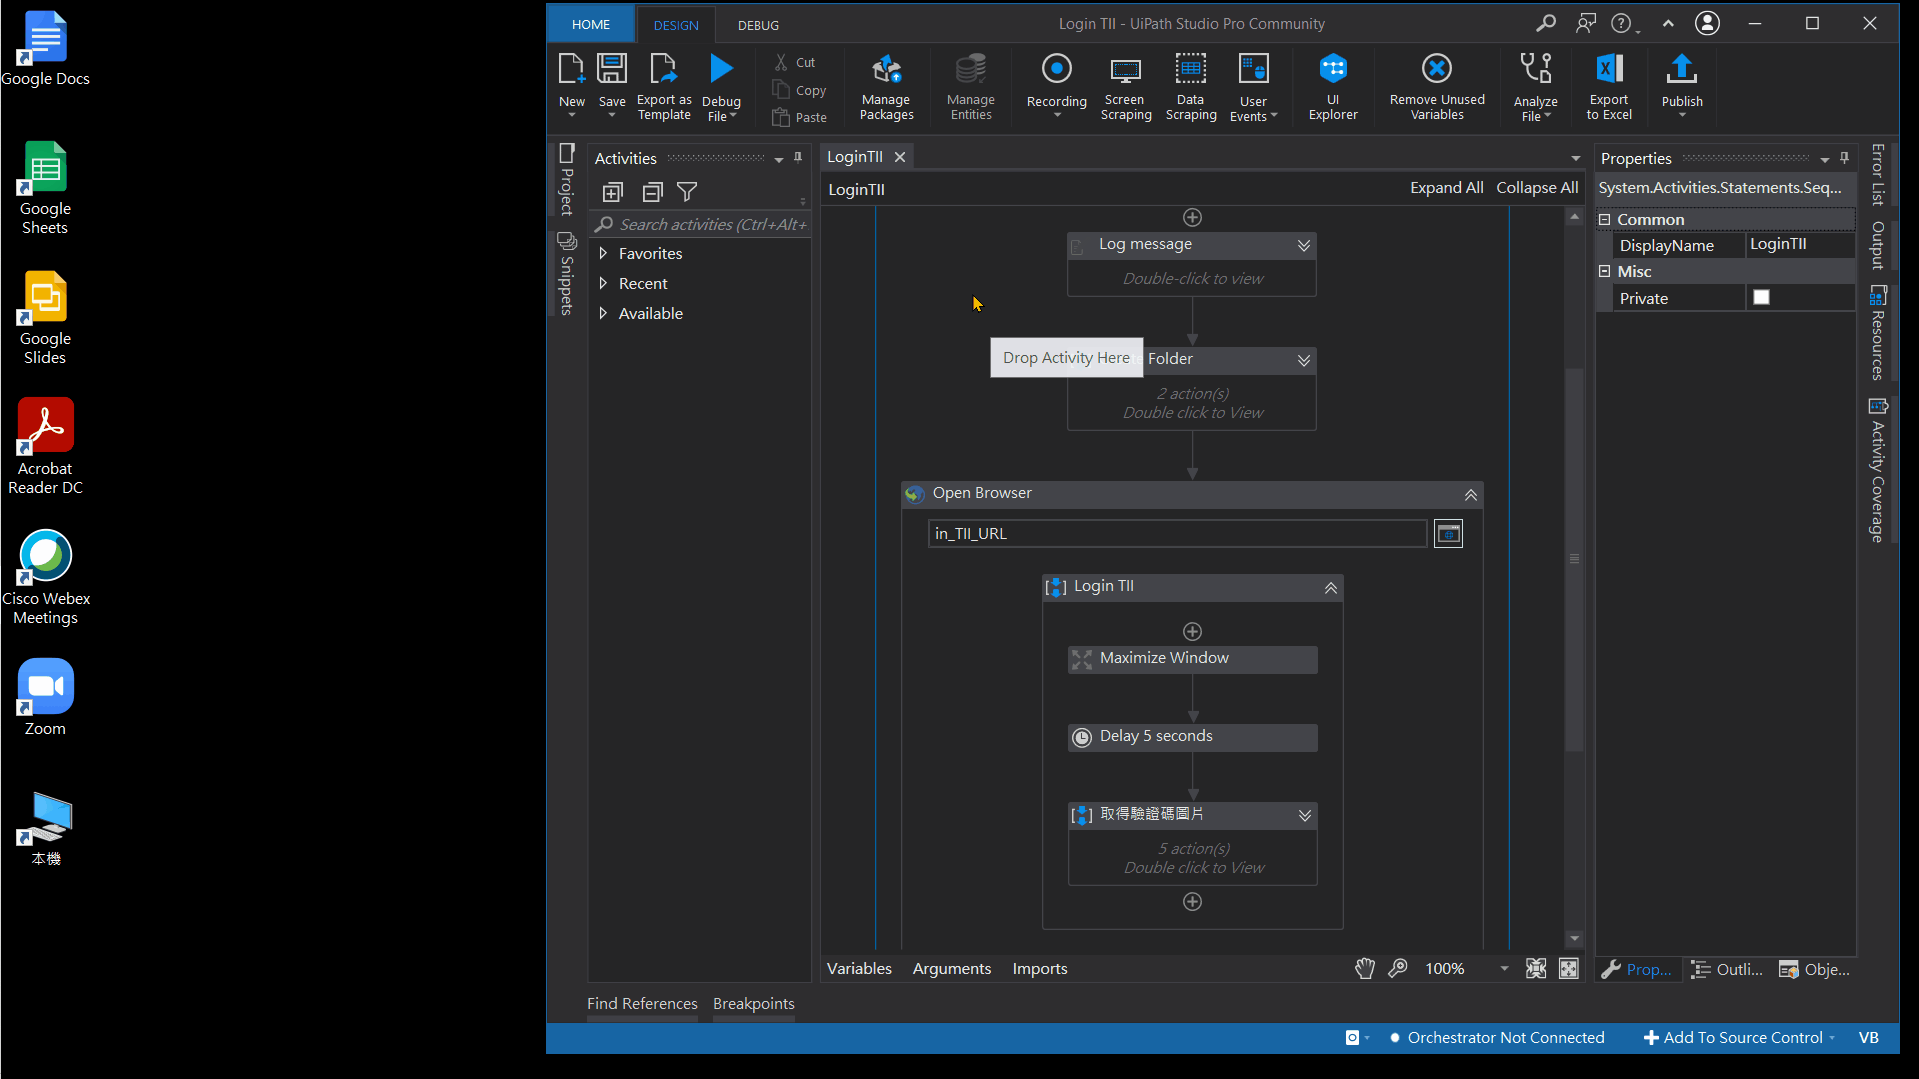 Google Docs
Google
Sheets
Google
Slides
Acrobat
Reader DC
Cisco Webex
Meetings
Zoom
本機
HOME
DESIGN
DEBUG
Login TII - UiPath Studio Pro Community
New
Save
Export as
Template
Debug
File
Cut
Copy
Paste
Manage
Packages
Manage
Entities
Recording
Screen
Scraping
Data
Scraping
User
Events
UI
Explorer
Remove Unused
Variables
Analyze
File
Export
to Excel
Publish
Project
Snippets
Activities
Search activities (Ctrl+Alt+
Favorites
Recent
Available
LoginTII
LoginTII
Expand All
Collapse All
Log message
Double-click to view
Drop Activity Here
Folder
2 action(s)
Double click to View
Open Browser
in_TII_URL
Login TII
Maximize Window
Delay 5 seconds
取得驗證碼圖片
5 action(s)
Double click to View
Variables
Arguments
Imports
100%
Properties
System.Activities.Statements.Seq...
Common
DisplayName
LoginTII
Misc
Private
Prop...
Outli...
Obje...
Error List
Output
Resources
Activity Coverage
Find References
Breakpoints
Orchestrator Not Connected
Add To Source Control
VB